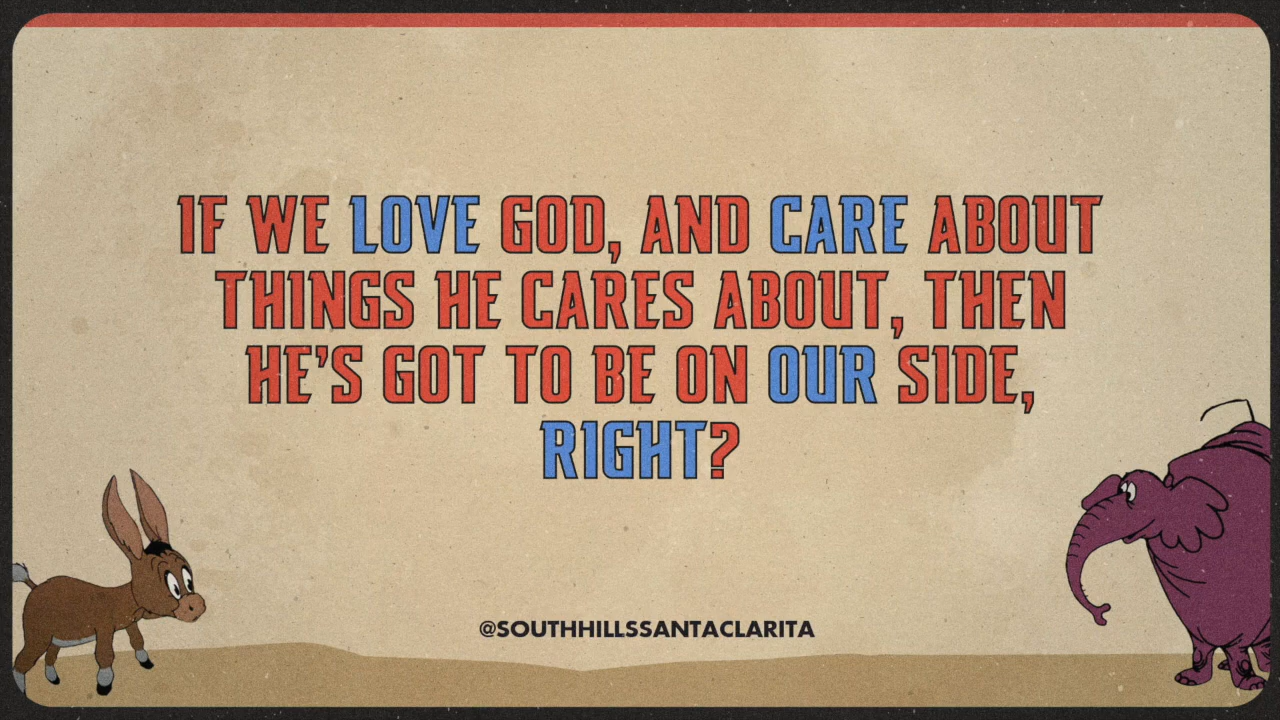 IF WE LOVE GOD, AND CARE ABOUT
THINGS HE CARES ABOUT, THEN
HE'S GOT TO BE ON OUR SIDE,
RIGHT?
@SOUTHHILLSSANTACLARITA